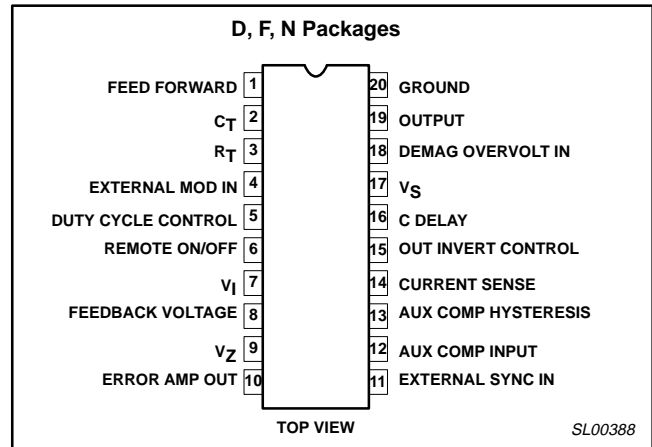 D, F, N Packages
FEED FORWARD 1
20 GROUND
CT 2
19 OUTPUT
RT 3
18 DEMAG OVERVOLT IN
EXTERNAL MOD IN 4
17 VS
DUTY CYCLE CONTROL 5
16 C DELAY
REMOTE ON/OFF 6
15 OUT INVERT CONTROL
VI 7
14 CURRENT SENSE
FEEDBACK VOLTAGE 8
13 AUX COMP HYSTERESIS
VZ 9
12 AUX COMP INPUT
ERROR AMP OUT 10
11 EXTERNAL SYNC IN
TOP VIEW
SL00388